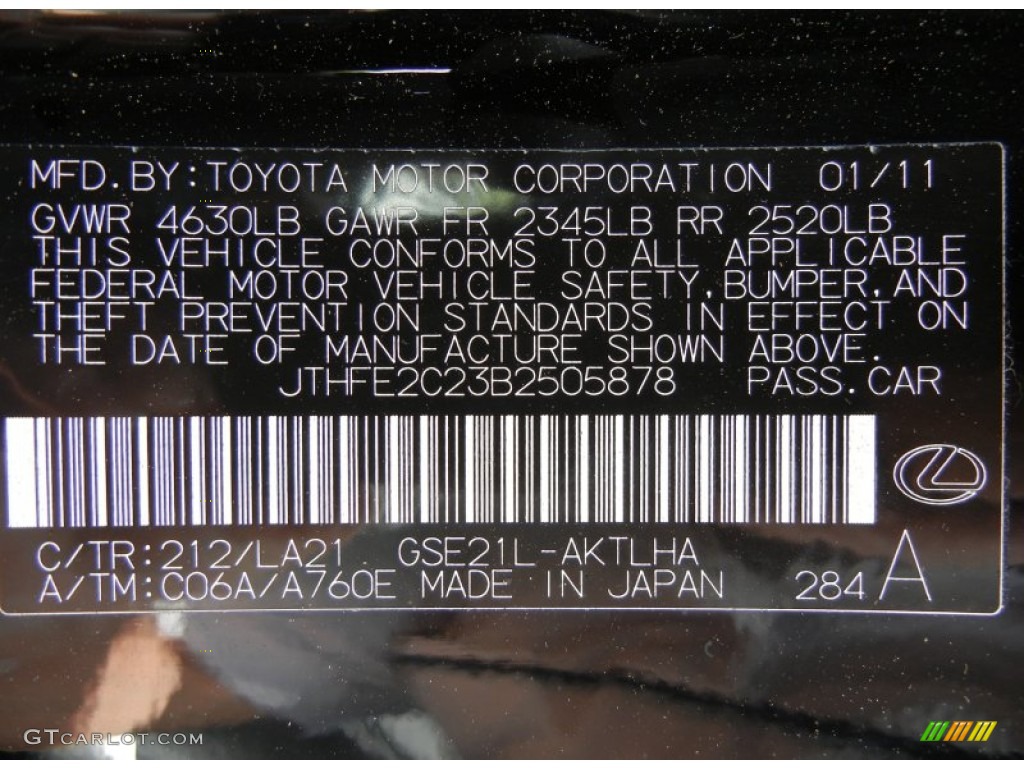 MFD.BY:TOYOTA MOTOR CORPORATION 01/11
GVWR 4630LB GAWR FR 2345LB RR 2520LB
THIS VEHICLE CONFORMS TO ALL APPLICABLE
FEDERAL MOTOR VEHICLE SAFETY,BUMPER,AND
THEFT PREVENTION STANDARDS IN EFFECT ON
THE DATE OF MANUFACTURE SHOWN ABOVE.
JTHFE2C23B2505878 PASS.CAR
C/TR:212/LA21 GSE21L-AKTLHA
A/TM:C06A/A760E MADE IN JAPAN 284 A
GTCARLOT.COM